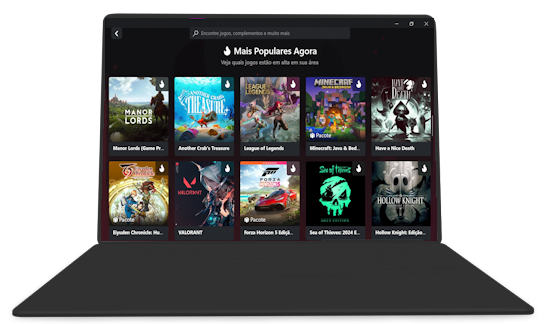 Encontre jogos, complementos e muito mais
Mais Populares Agora
Veja quais jogos estão em alta em sua área
MANOR
LORDS
ANOTHER CRAB'S
TREASURE
LEAGUE OF
LEGENDS
MINECRAFT
HAVE A NICE
DEATH
Pacote
Manor Lords (Game Pr...
Another Crab's Treasure
League of Legends
Minecraft: Java & Bed...
Have a Nice Death
VALORANT
FORZA
HORIZON 5
Sea of Thieves
2024 EDITION
HOLLOW KNIGHT
Pacote
Pacote
Eiyuden Chronicle: Hu...
VALORANT
Forza Horizon 5 Ediçã...
Sea of Thieves: 2024 E...
Hollow Knight: Edição...